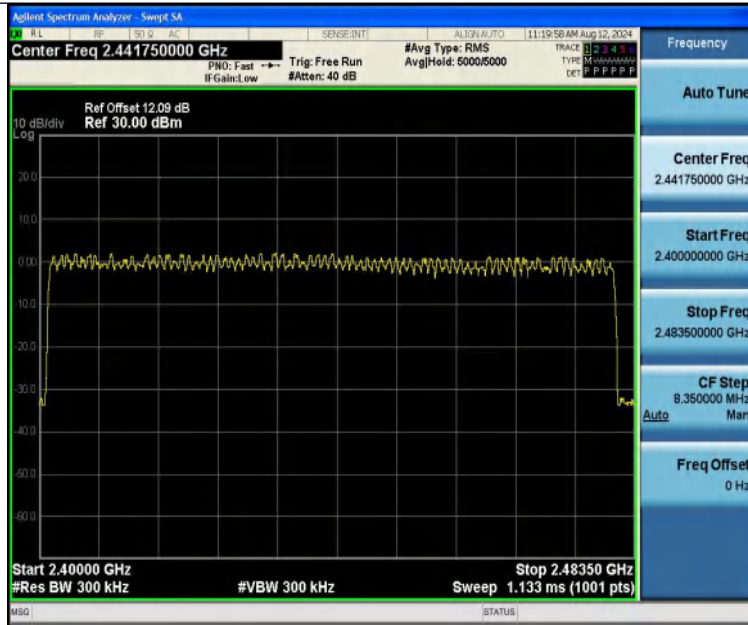 Agilent Spectrum Analyzer - Swept SA
RL RF 50 Ω AC SENSE:INT ALIGN AUTO 11:19:58 AM Aug 12, 2024
Center Freq 2.441750000 GHz
PNO: Fast
IFGain:Low
Trig: Free Run
#Atten: 40 dB
#Avg Type: RMS
Avg|Hold: 5000/5000
TRACE 1 2 3 4 5
TYPE M
DET P P P P P P
Ref Offset 12.09 dB
10 dB/div Ref 30.00 dBm
Log
20.0
10.0
0.00
-10.0
-20.0
-30.0
-40.0
-50.0
-60.0
Start 2.40000 GHz Stop 2.48350 GHz
#Res BW 300 kHz #VBW 300 kHz Sweep 1.133 ms (1001 pts)
MSG STATUS
Frequency
Auto Tune
Center Freq
2.441750000 GHz
Start Freq
2.400000000 GHz
Stop Freq
2.483500000 GHz
CF Step
8.350000 MHz
Auto Man
Freq Offset
0 Hz